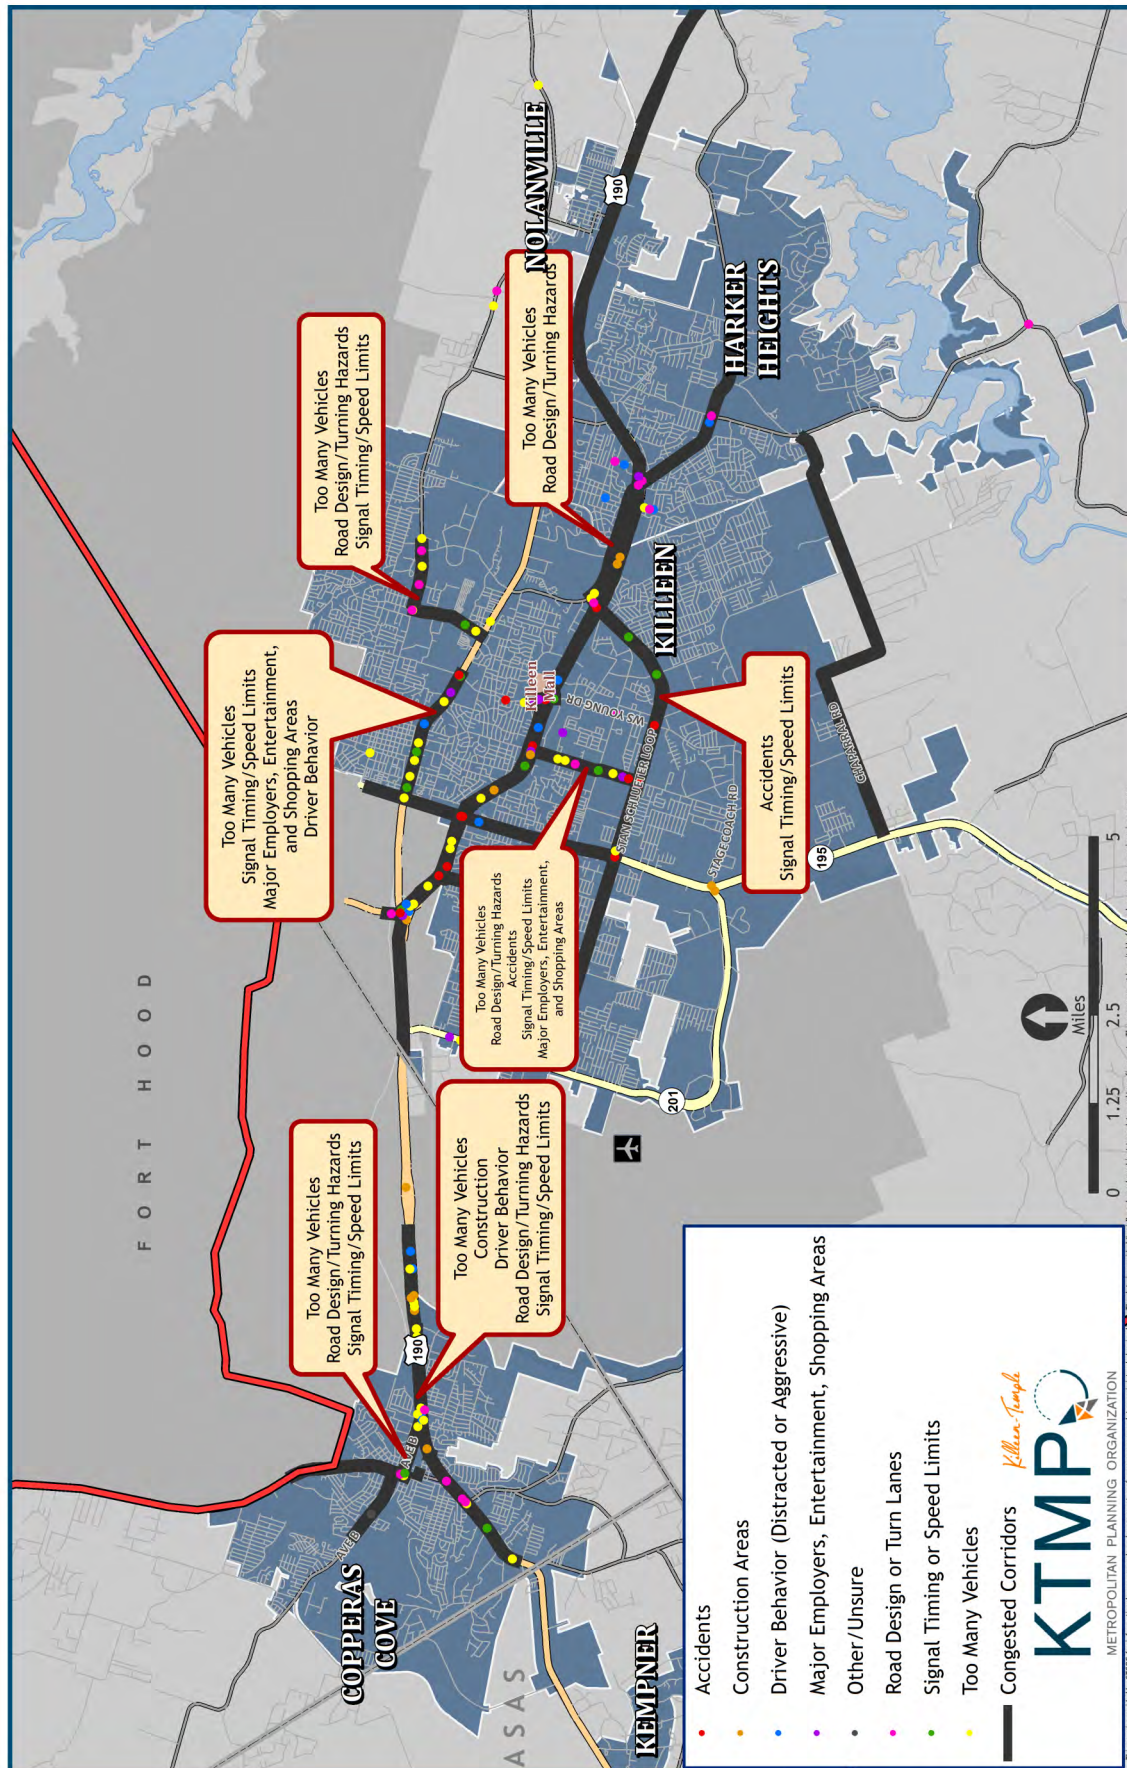 FORT HOOD
Too Many Vehicles
Road Design/Turning Hazards
Signal Timing/Speed Limits
Too Many Vehicles
Signal Timing/Speed Limits
Major Employers, Entertainment,
and Shopping Areas
Driver Behavior
Too Many Vehicles
Road Design/Turning Hazards
Signal Timing/Speed Limits
Too Many Vehicles
Construction
Driver Behavior
Road Design/Turning Hazards
Signal Timing/Speed Limits
Too Many Vehicles
Road Design/Turning Hazards
Accidents
Signal Timing/Speed Limits
Major Employers, Entertainment,
and Shopping Areas
Too Many Vehicles
Road Design/Turning Hazards
Accidents
Signal Timing/Speed Limits
COPPERAS
COVE
KEMPNER
ASAS
AVE B
AVE B
190
201
Killeen
Mall
WS YOUNG DR
STAN SCHLUETER LOOP
STAGECOACH RD
CHAPARRAL RD
195
KILLEEN
HARKER
HEIGHTS
NOLANVILLE
190
Accidents
Construction Areas
Driver Behavior (Distracted or Aggressive)
Major Employers, Entertainment, Shopping Areas
Other/Unsure
Road Design or Turn Lanes
Signal Timing or Speed Limits
Too Many Vehicles
Congested Corridors
Killeen-Temple
KTMPO
METROPOLITAN PLANNING ORGANIZATION
0 1.25 2.5 5
Miles